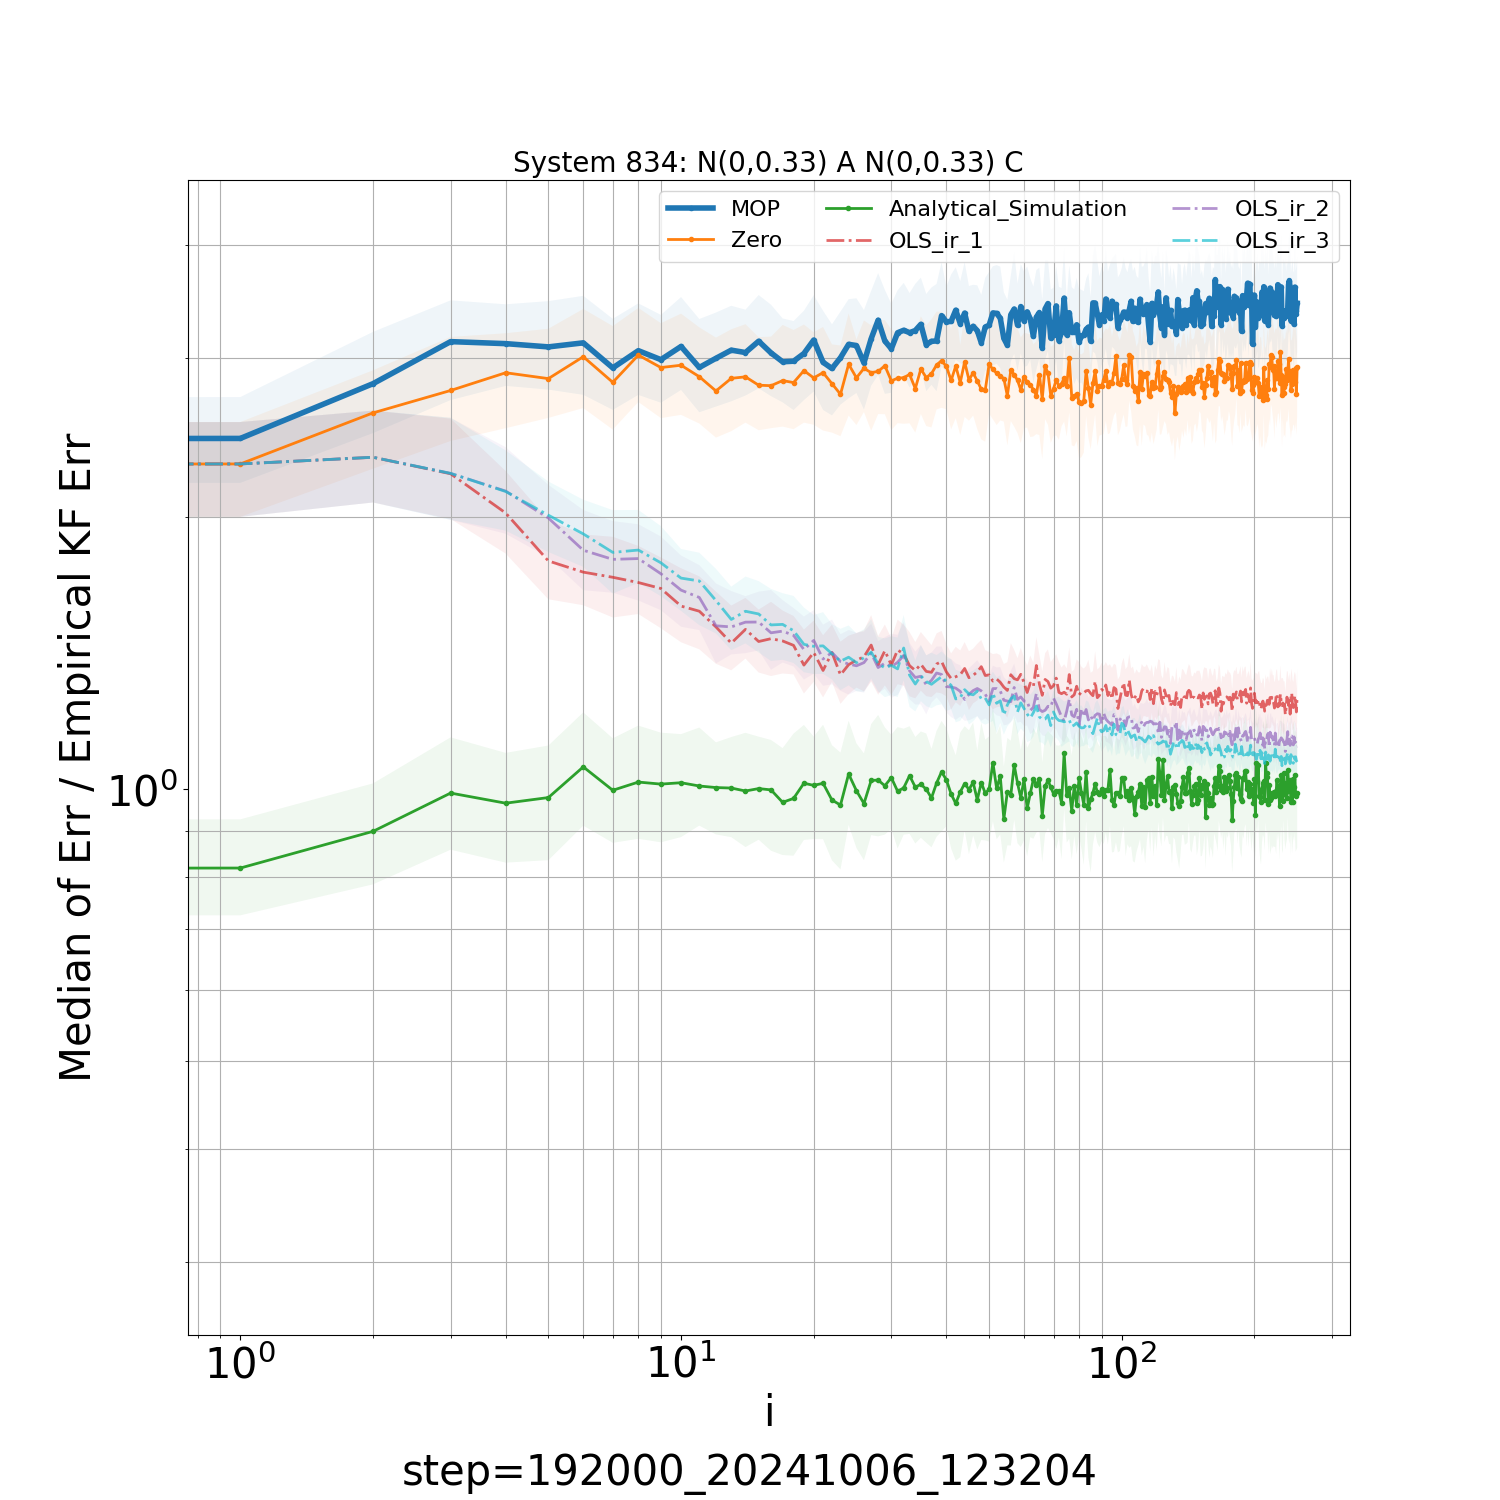 System 834: N(0,0.33) A N(0,0.33) C
MOP
Zero
Analytical_Simulation
OLS_ir_1
OLS_ir_2
OLS_ir_3
Median of Err / Empirical KF Err
10⁰
10⁰ 10¹ 10²
i
step=192000_20241006_123204